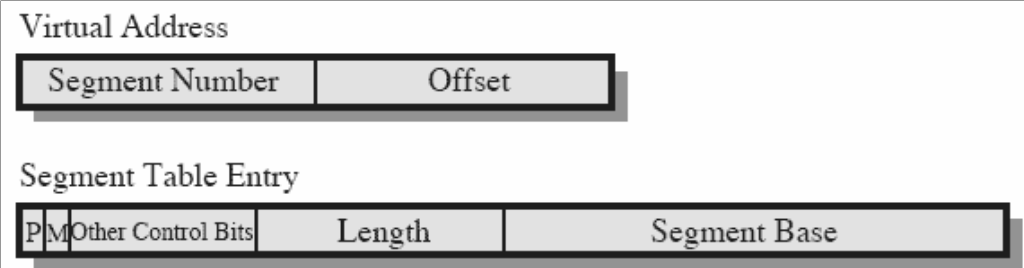 Virtual Address
Segment Number Offset
Segment Table Entry
P M Other Control Bits Length Segment Base